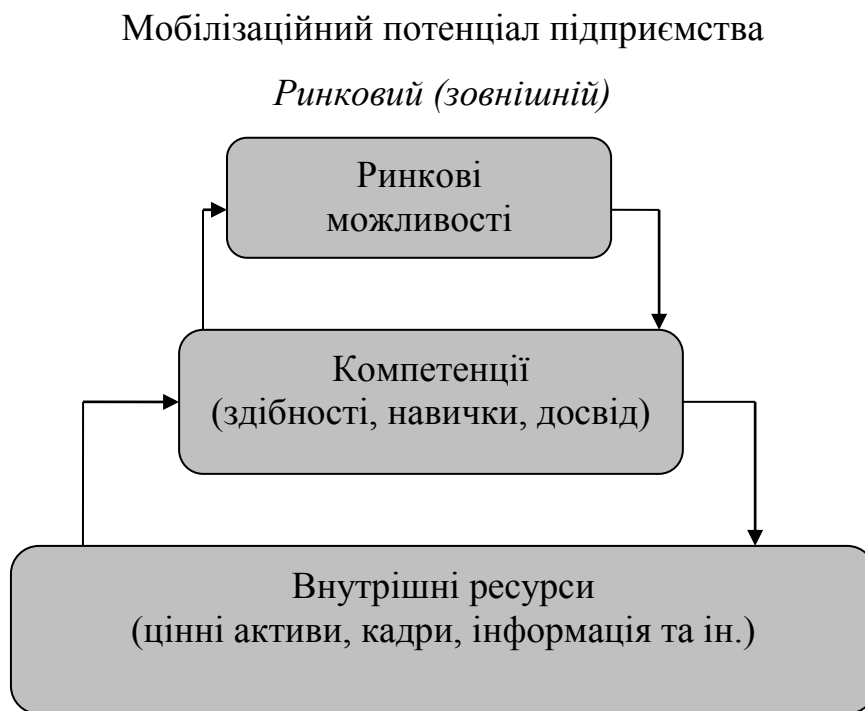 Мобілізаційний потенціал підприємства
Ринковий (зовнішній)
Ринкові
можливості
Компетенції
(здібності, навички, досвід)
Внутрішні ресурси
(цінні активи, кадри, інформація та ін.)